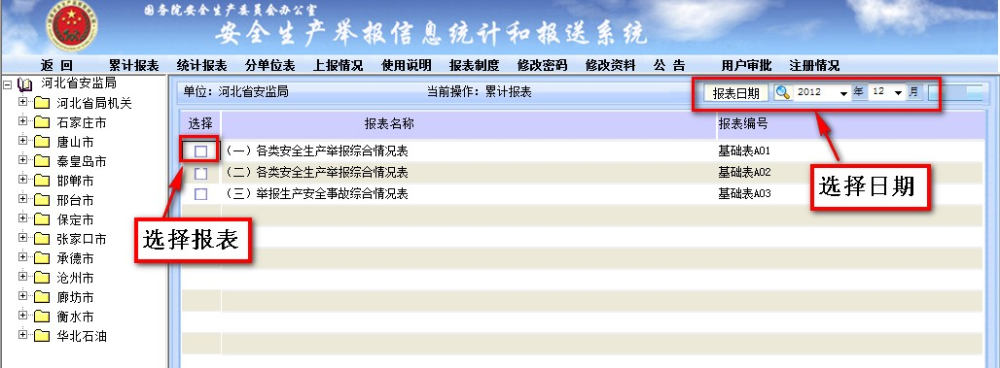 国务院安全生产委员会办公室
安全生产举报信息统计和报送系统
返 回 累计报表 统计报表 分单位表 上报情况 使用说明 报表制度 修改密码 修改资料 公 告 用户审批 注册情况
河北省安监局
河北省局机关
石家庄市
唐山市
秦皇岛市
邯郸市
邢台市
保定市
张家口市
承德市
沧州市
廊坊市
衡水市
华北石油
单位：河北省安监局 当前操作：累计报表 报表日期 2012 年 12 月
选择 报表名称 报表编号
（一）各类安全生产举报综合情况表 基础表A01
（二）各类安全生产举报综合情况表 基础表A02
（三）举报生产安全事故综合情况表 基础表A03
选择日期
选择报表